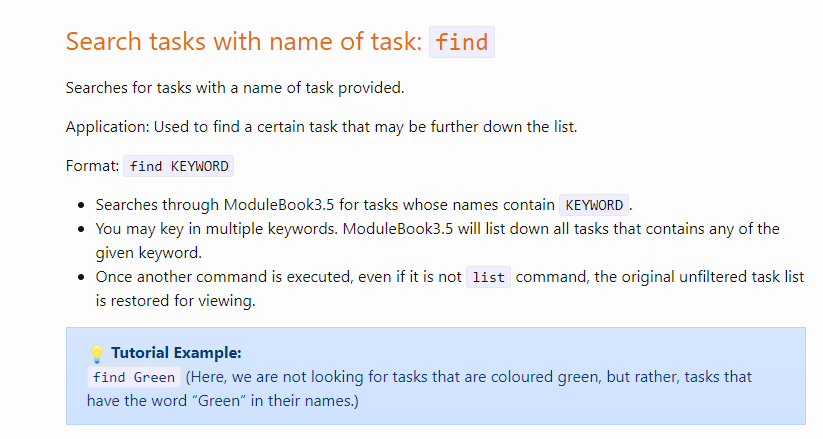 Search tasks with name of task: find
Searches for tasks with a name of task provided.
Application: Used to find a certain task that may be further down the list.
Format: find KEYWORD
• Searches through ModuleBook3.5 for tasks whose names contain KEYWORD.
• You may key in multiple keywords. ModuleBook3.5 will list down all tasks that contains any of the
given keyword.
• Once another command is executed, even if it is not list command, the original unfiltered task list
is restored for viewing.
💡 Tutorial Example:
find Green (Here, we are not looking for tasks that are coloured green, but rather, tasks that
have the word “Green” in their names.)